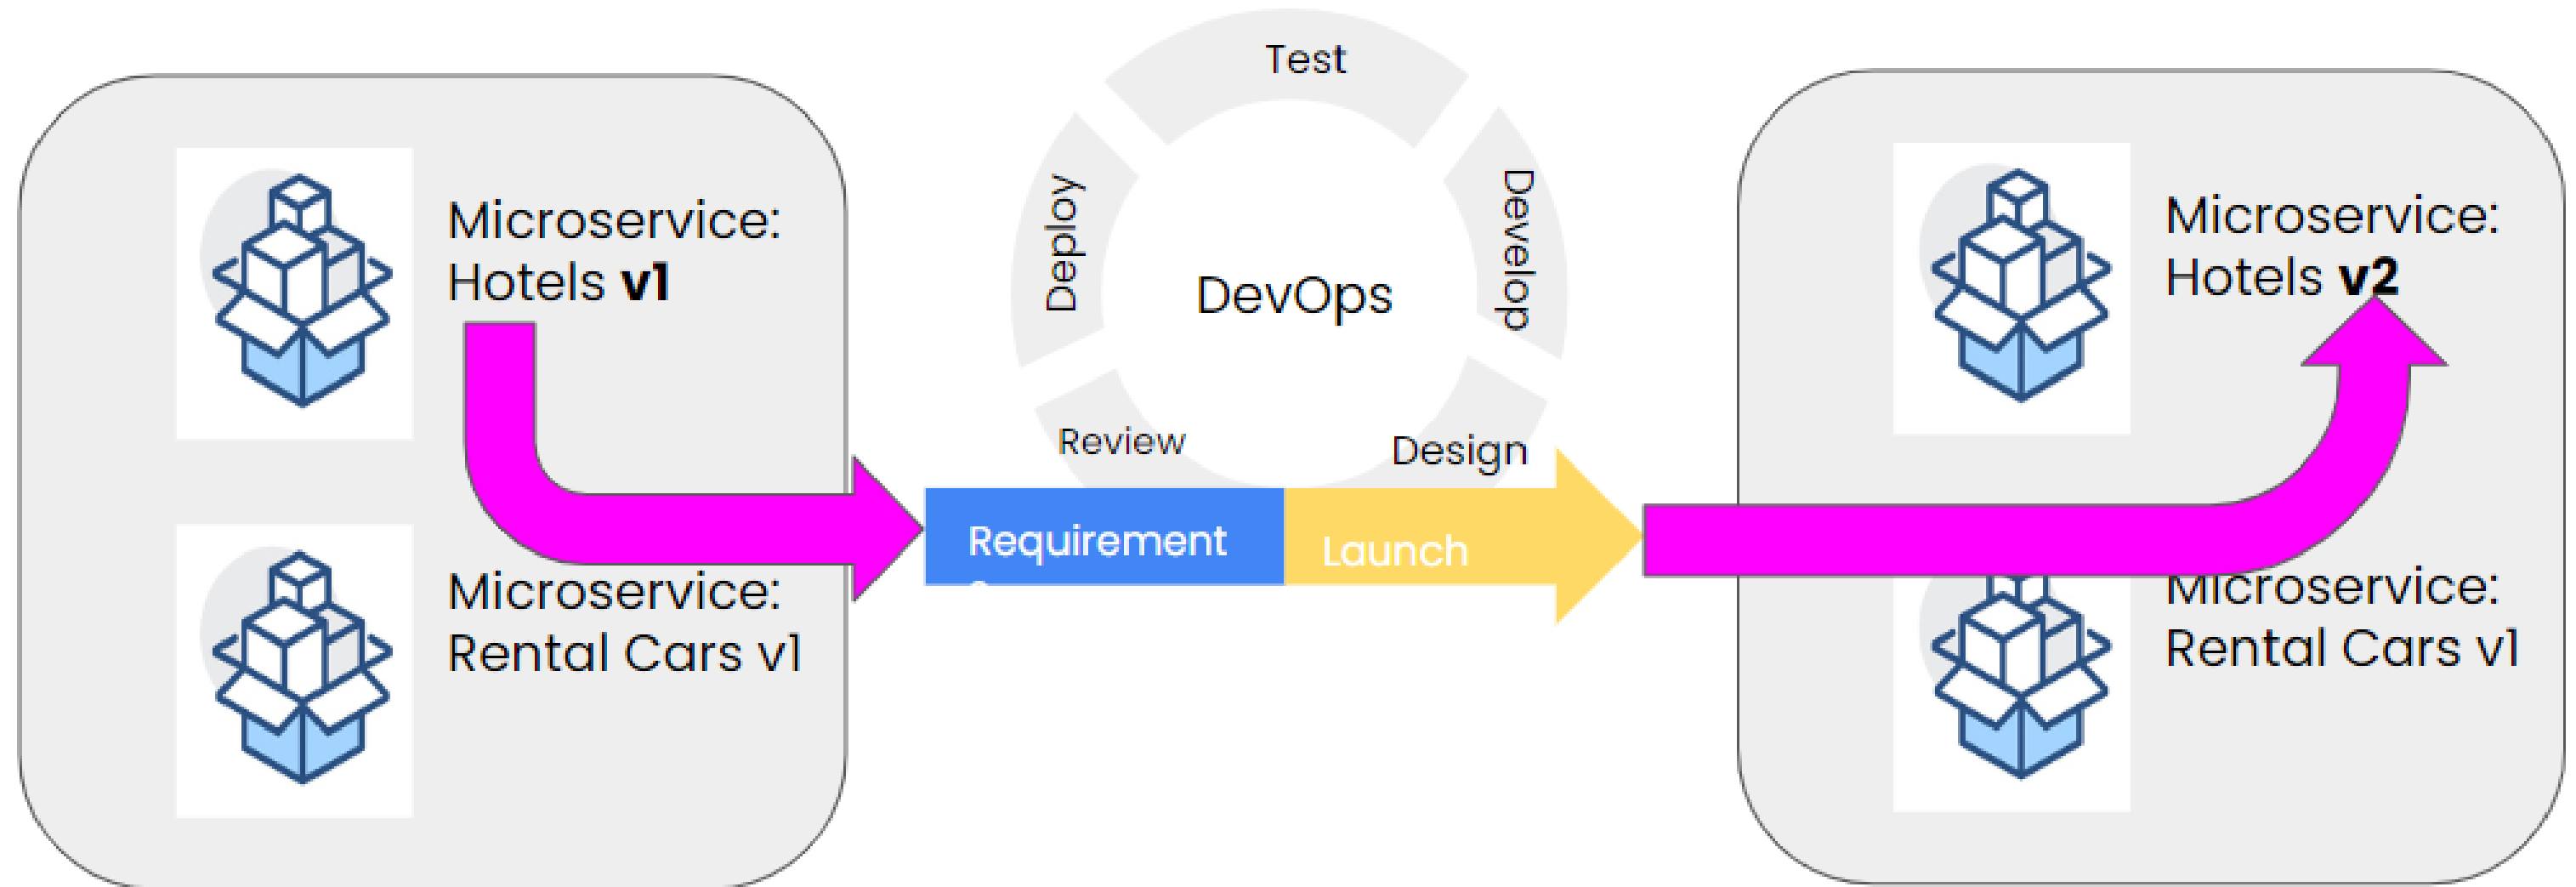 Microservice:
Hotels v1
Microservice:
Rental Cars v1
Test
Develop
Design
Review
Deploy
DevOps
Requirement
Launch
Microservice:
Hotels v2
Microservice:
Rental Cars v1